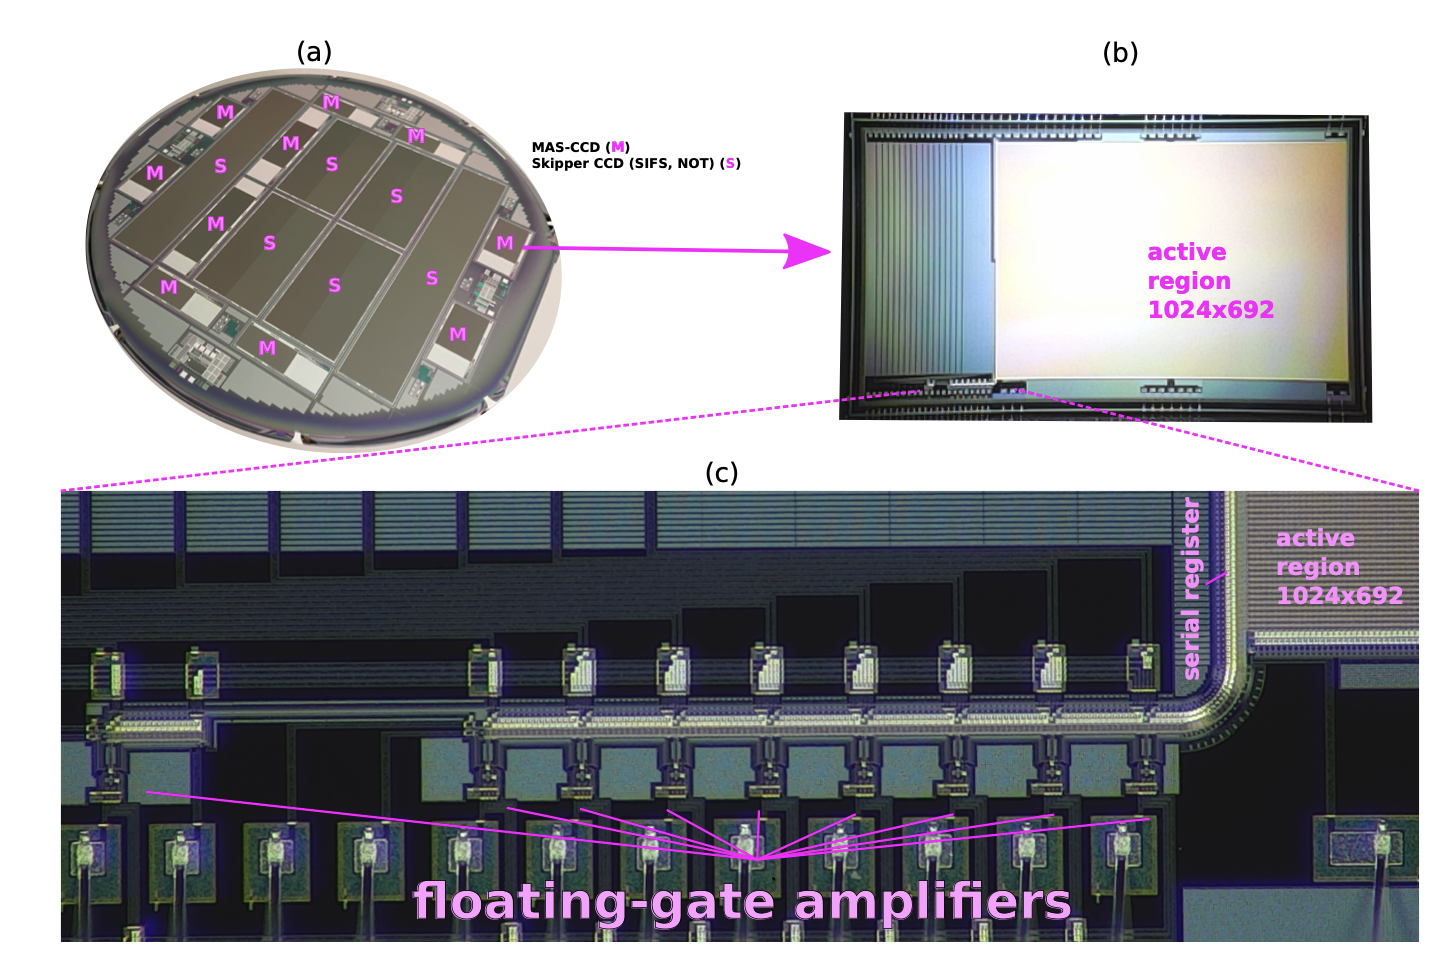 (a)
(b)
M
M
M
M
MAS-CCD (M)
Skipper CCD (SIFS, NOT) (S)
S
S
M
S
M
S
M
active
region
1024x692
S
S
M
M
M
(c)
serial register
active
region
1024x692
floating-gate amplifiers